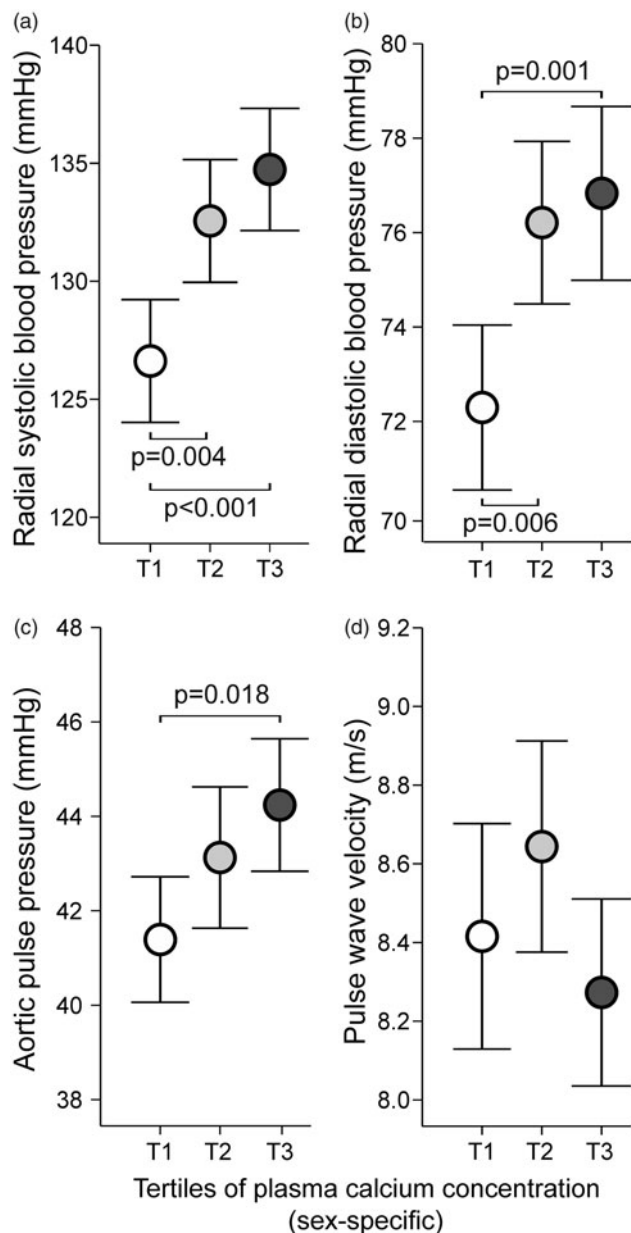 (a)
Radial systolic blood pressure (mmHg)
140
135
130
125
120
p=0.004
p<0.001
T1 T2 T3
(b)
Radial diastolic blood pressure (mmHg)
80
78
76
74
72
70
p=0.001
p=0.006
T1 T2 T3
(c)
Aortic pulse pressure (mmHg)
48
46
44
42
40
38
p=0.018
T1 T2 T3
(d)
Pulse wave velocity (m/s)
9.2
9.0
8.8
8.6
8.4
8.2
8.0
T1 T2 T3
Tertiles of plasma calcium concentration
(sex-specific)